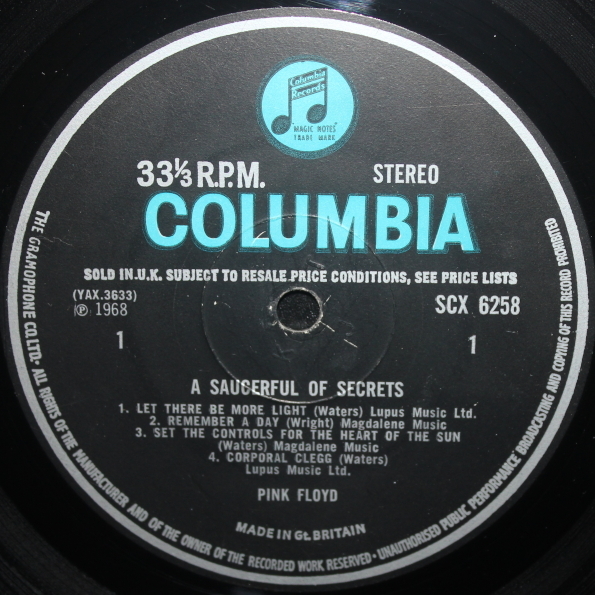 Columbia
Records
MAGIC NOTES
TRADE MARK
33⅓ R.P.M.
STEREO
COLUMBIA
SOLD IN U.K. SUBJECT TO RESALE PRICE CONDITIONS, SEE PRICE LISTS
(YAX.3633)
℗ 1968
SCX 6258
1
1
A SAUCERFUL OF SECRETS
1. LET THERE BE MORE LIGHT (Waters) Lupus Music Ltd.
2. REMEMBER A DAY (Wright) Magdalene Music
3. SET THE CONTROLS FOR THE HEART OF THE SUN
(Waters) Magdalene Music
4. CORPORAL CLEGG (Waters)
Lupus Music Ltd.
PINK FLOYD
MADE IN Gt. BRITAIN
THE GRAMOPHONE CO. LTD. · ALL RIGHTS OF THE MANUFACTURER AND OF THE OWNER OF THE RECORDED WORK RESERVED · UNAUTHORISED PUBLIC PERFORMANCE BROADCASTING AND COPYING OF THIS RECORD PROHIBITED